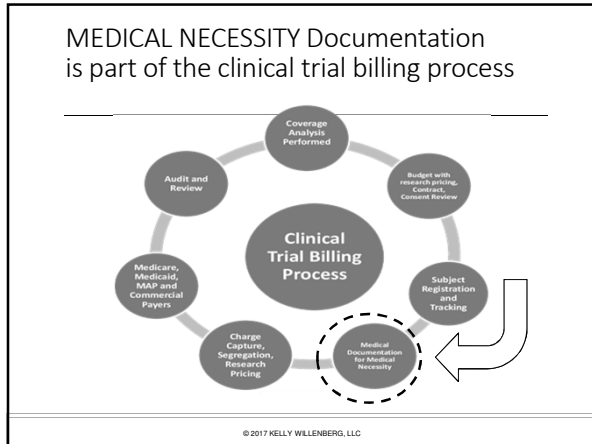 MEDICAL NECESSITY Documentation
is part of the clinical trial billing process
Coverage
Analysis
Performed
Budget with
research pricing,
Contract,
Consent Review
Subject
Registration
and
Tracking
Medical
Documentation
for Medical
Necessity
Charge
Capture,
Segregation,
Research
Pricing
Medicare,
Medicaid,
MAP and
Commercial
Payers
Audit and
Review
Clinical
Trial Billing
Process
© 2017 KELLY WILLENBERG, LLC